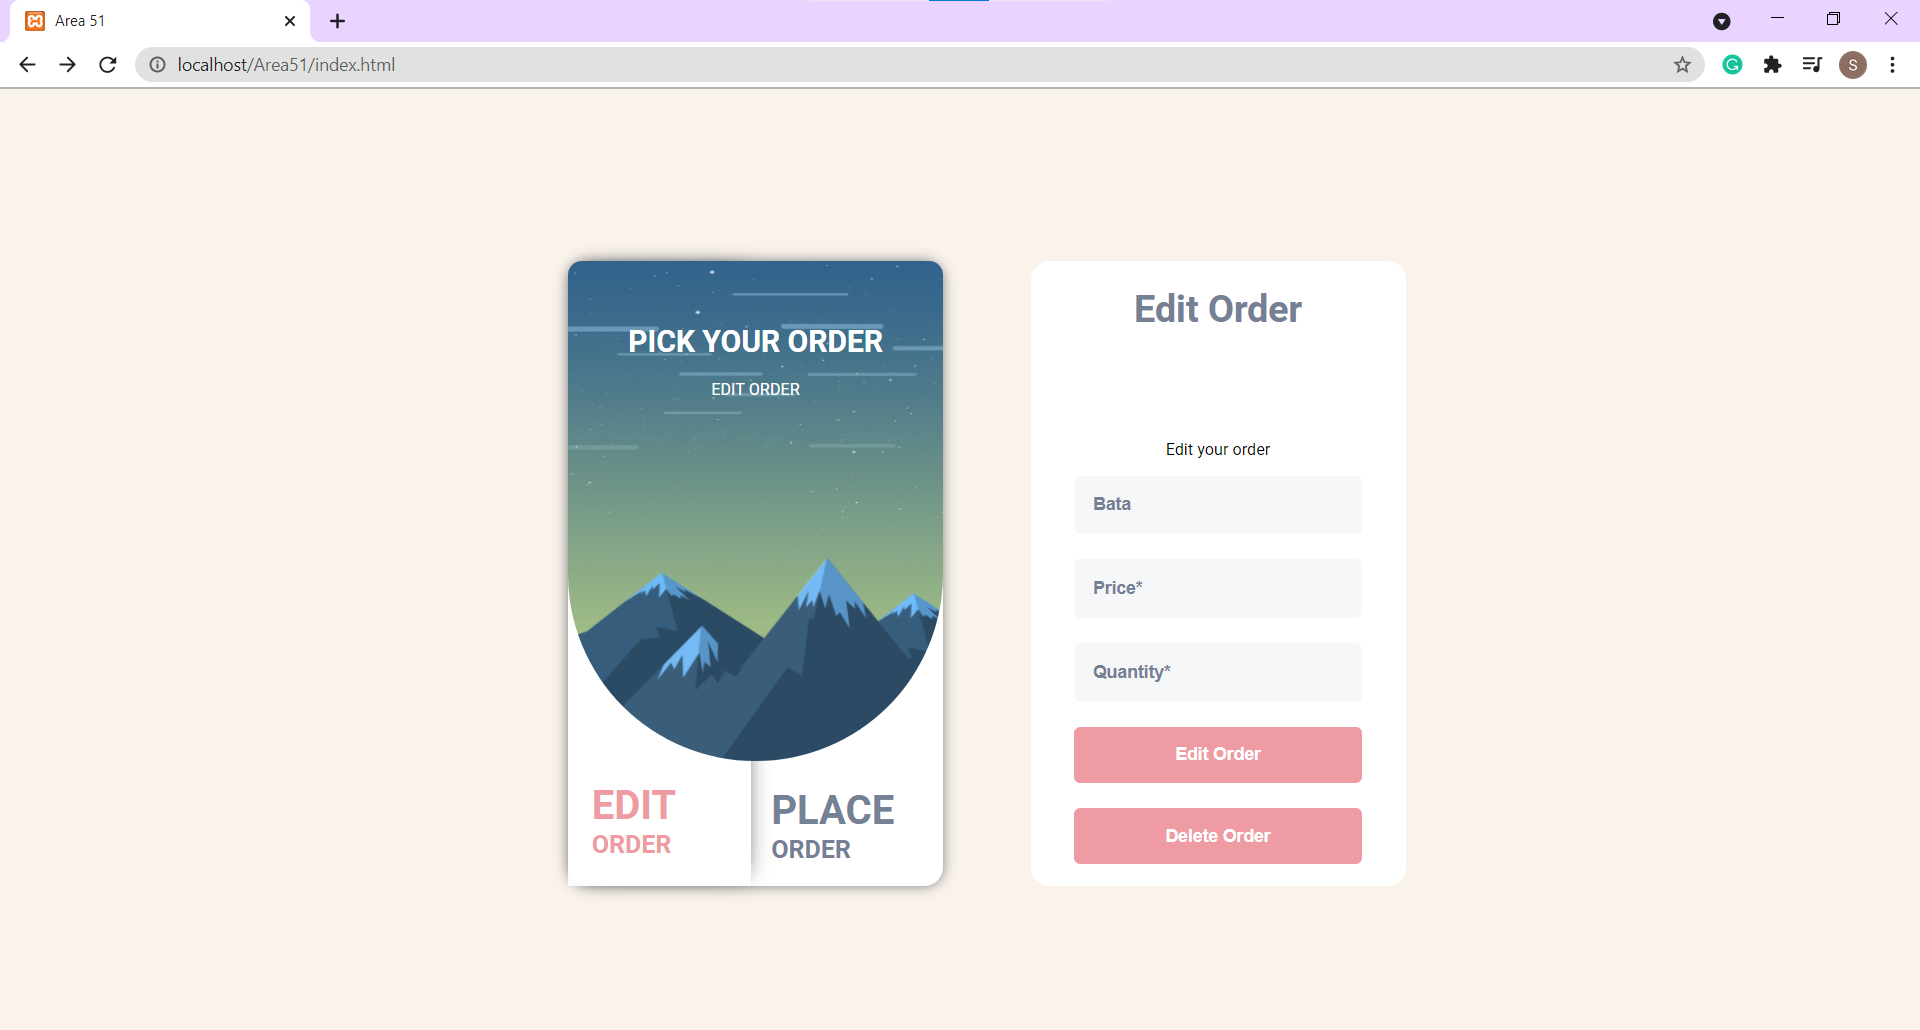 Area 51
localhost/Area51/index.html
S
PICK YOUR ORDER
EDIT ORDER
EDIT
ORDER
PLACE
ORDER
Edit Order
Edit your order
Bata
Price*
Quantity*
Edit Order
Delete Order